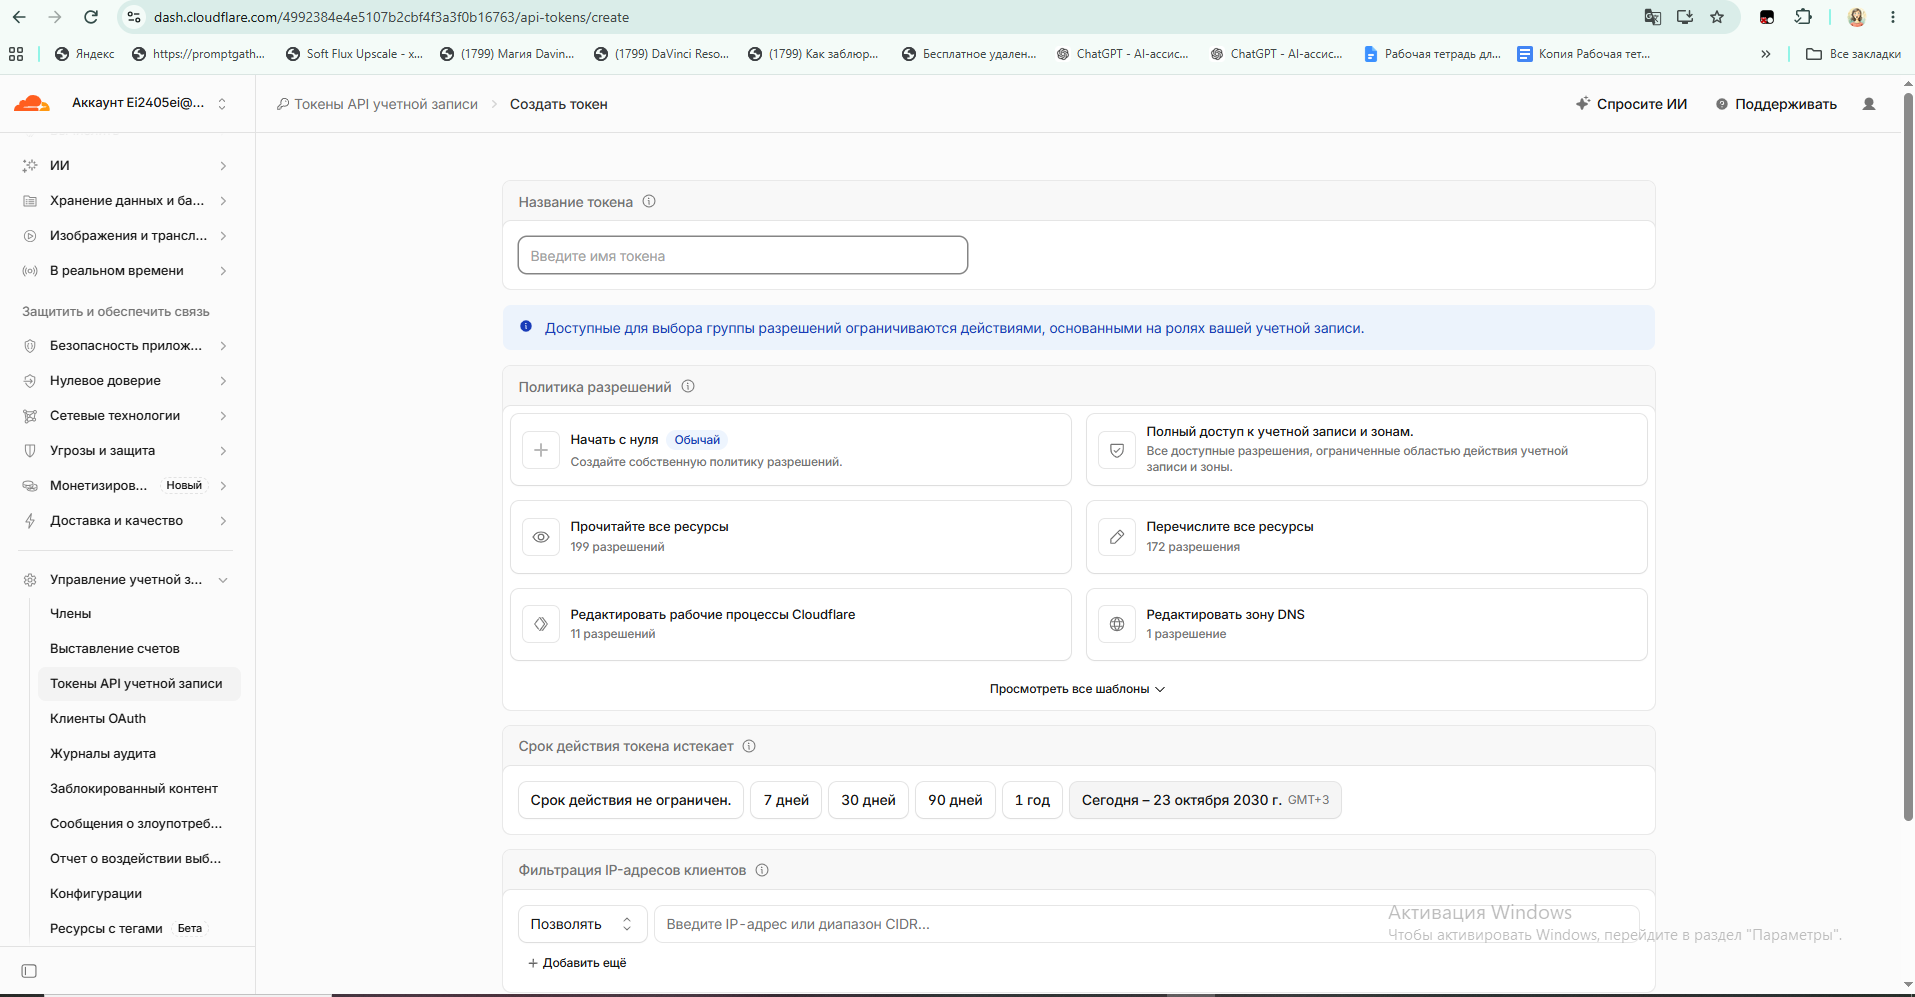 dash.cloudflare.com/4992384e4e5107b2cbf4f3a3f0b16763/api-tokens/create
Яндекс
https://promptgath...
Soft Flux Upscale - x...
(1799) Магия Davin...
(1799) DaVinci Reso...
(1799) Как заблюр...
Бесплатное удален...
ChatGPT - AI-ассис...
ChatGPT - AI-ассис...
Рабочая тетрадь дл...
Копия Рабочая тет...
»
Все закладки
Аккаунт Ei2405ei@...
Токены API учетной записи
Создать токен
Спросите ИИ
Поддерживать
ИИ
Хранение данных и ба...
Изображения и трансл...
В реальном времени
Защитить и обеспечить связь
Безопасность прилож...
Нулевое доверие
Сетевые технологии
Угрозы и защита
Монетизиров... Новый
Доставка и качество
Управление учетной з...
Члены
Выставление счетов
Токены API учетной записи
Клиенты OAuth
Журналы аудита
Заблокированный контент
Сообщения о злоупотреб...
Отчет о воздействии выб...
Конфигурации
Ресурсы с тегами Бета
Название токена
Введите имя токена
Доступные для выбора группы разрешений ограничиваются действиями, основанными на ролях вашей учетной записи.
Политика разрешений
Начать с нуля Обычай
Создайте собственную политику разрешений.
Полный доступ к учетной записи и зонам.
Все доступные разрешения, ограниченные областью действия учетной
записи и зоны.
Прочитайте все ресурсы
199 разрешений
Перечислите все ресурсы
172 разрешения
Редактировать рабочие процессы Cloudflare
11 разрешений
Редактировать зону DNS
1 разрешение
Просмотреть все шаблоны
Срок действия токена истекает
Срок действия не ограничен.
7 дней
30 дней
90 дней
1 год
Сегодня – 23 октября 2030 г. GMT+3
Фильтрация IP-адресов клиентов
Позволять
Введите IP-адрес или диапазон CIDR...
+ Добавить ещё
Активация Windows
Чтобы активировать Windows, перейдите в раздел "Параметры".